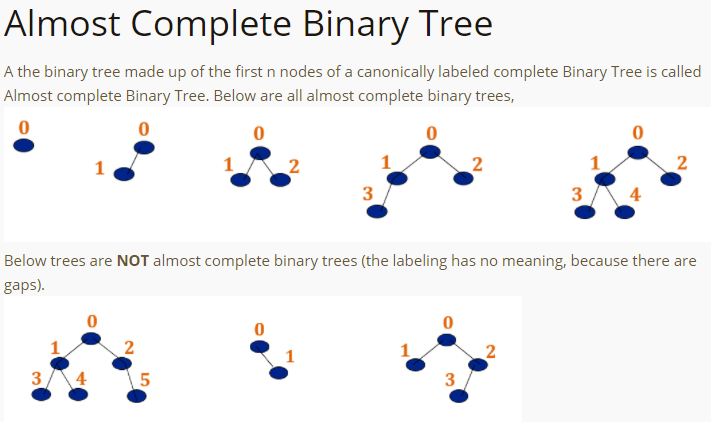 Almost Complete Binary Tree
A the binary tree made up of the first n nodes of a canonically labeled complete Binary Tree is called
Almost complete Binary Tree. Below are all almost complete binary trees,
0 0 0 0 0
1 1 2 1 2 1 2
3 3 4
Below trees are NOT almost complete binary trees (the labeling has no meaning, because there are
gaps).
0 0 0
1 2 1 1 2
3 4 5 3